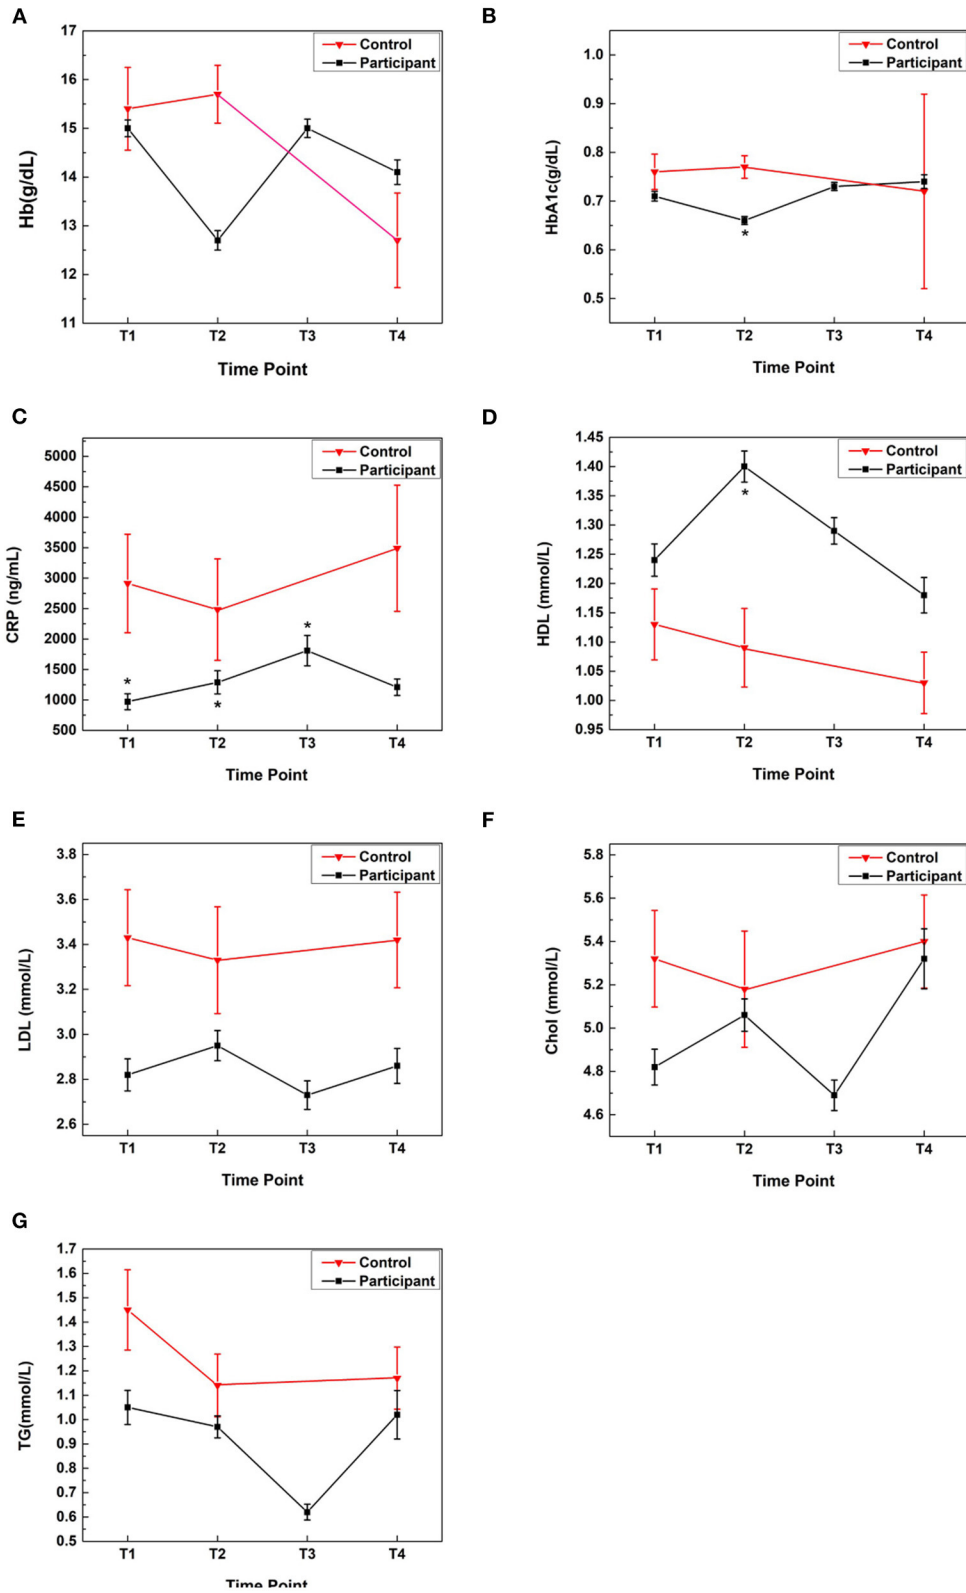 A
17
16
15
14
13
12
11
Hb(g/dL)
Control
Participant
T1 T2 T3 T4
Time Point
B
1.0
0.9
0.8
0.7
0.6
0.5
HbA1c(g/dL)
Control
Participant
*
T1 T2 T3 T4
Time Point
C
5000
4500
4000
3500
3000
2500
2000
1500
1000
500
CRP (ng/mL)
Control
Participant
*
*
*
T1 T2 T3 T4
Time Point
D
1.45
1.40
1.35
1.30
1.25
1.20
1.15
1.10
1.05
1.00
0.95
HDL (mmol/L)
Control
Participant
*
T1 T2 T3 T4
Time Point
E
3.8
3.6
3.4
3.2
3.0
2.8
2.6
LDL (mmol/L)
Control
Participant
T1 T2 T3 T4
Time Point
F
5.8
5.6
5.4
5.2
5.0
4.8
4.6
Chol (mmol/L)
Control
Participant
T1 T2 T3 T4
Time Point
G
1.7
1.6
1.5
1.4
1.3
1.2
1.1
1.0
0.9
0.8
0.7
0.6
0.5
TG(mmol/L)
Control
Participant
T1 T2 T3 T4
Time Point